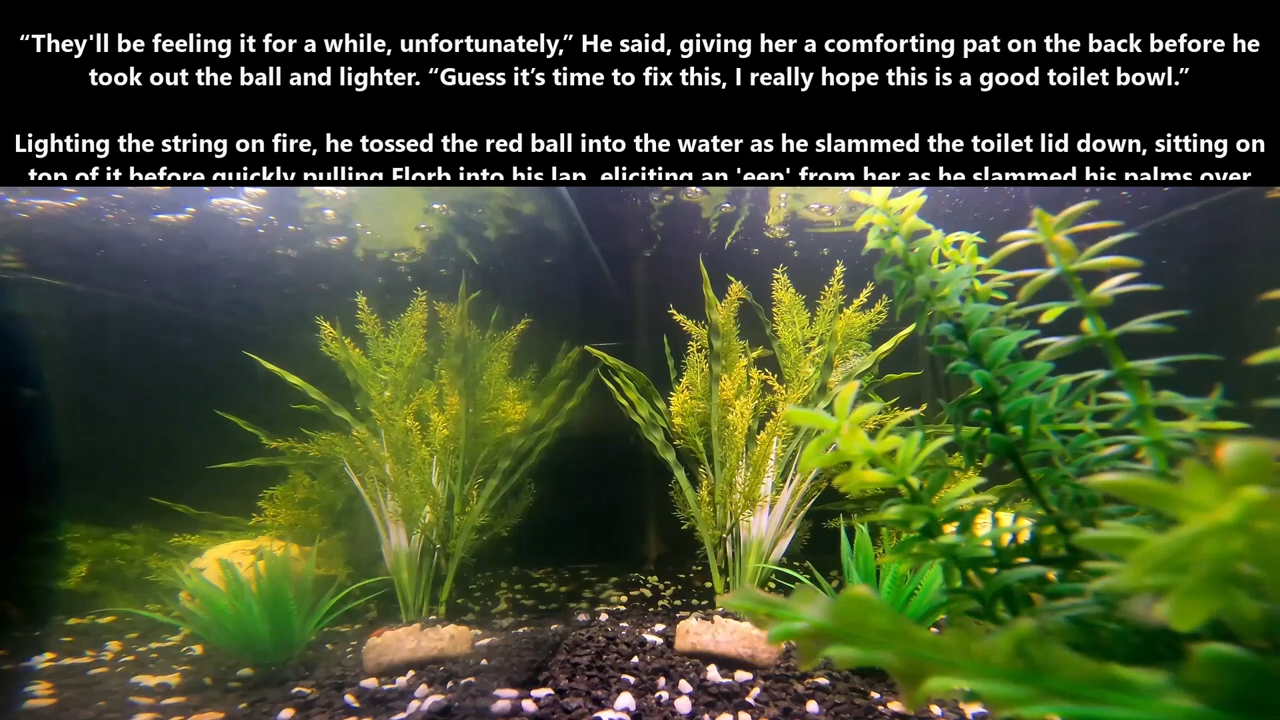 “They'll be feeling it for a while, unfortunately,” He said, giving her a comforting pat on the back before he
took out the ball and lighter. “Guess it’s time to fix this, I really hope this is a good toilet bowl.”
Lighting the string on fire, he tossed the red ball into the water as he slammed the toilet lid down, sitting on
top of it before quickly pulling Florb into his lap, eliciting an 'eep' from her as he slammed his palms over